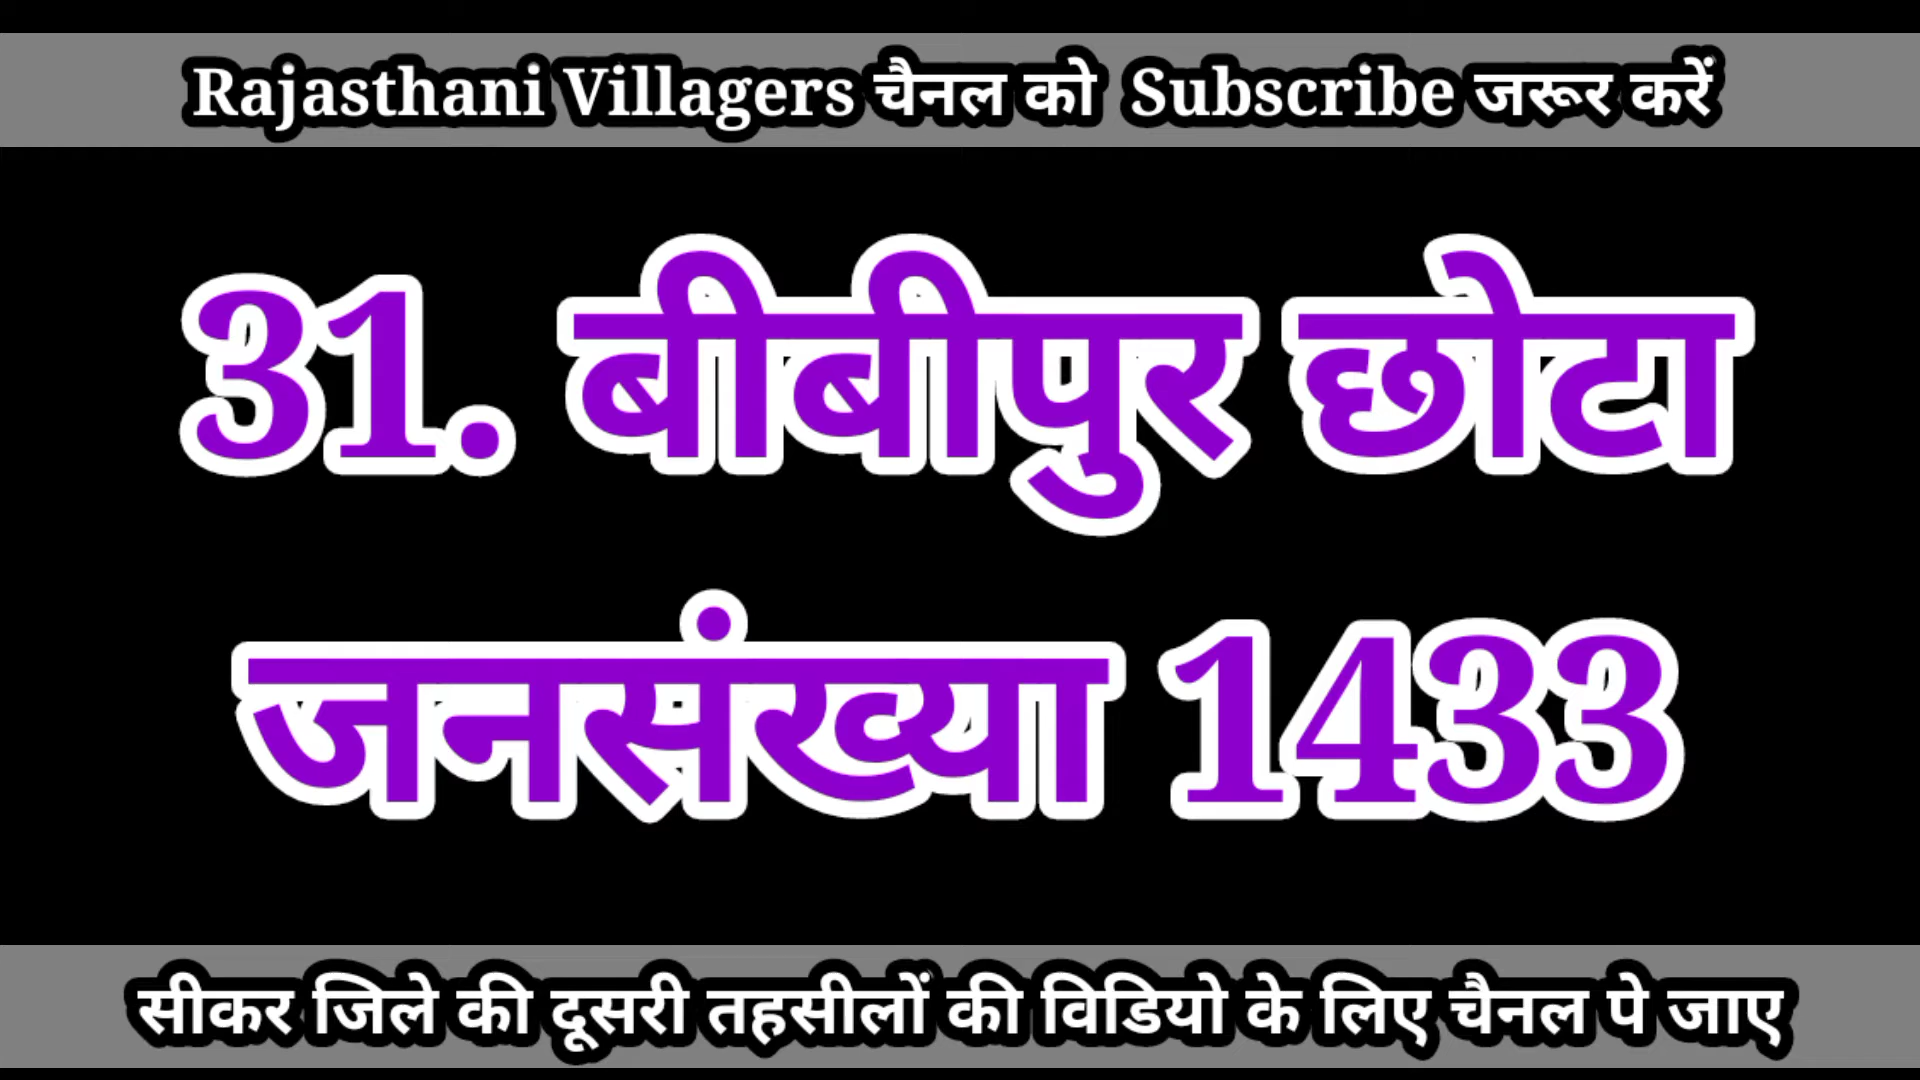 Rajasthani Villagers चैनल को Subscribe जरूर करें
31. बीबीपुर छोटा
जनसंख्या 1433
सीकर जिले की दूसरी तहसीलों की विडियो के लिए चैनल पे जाए